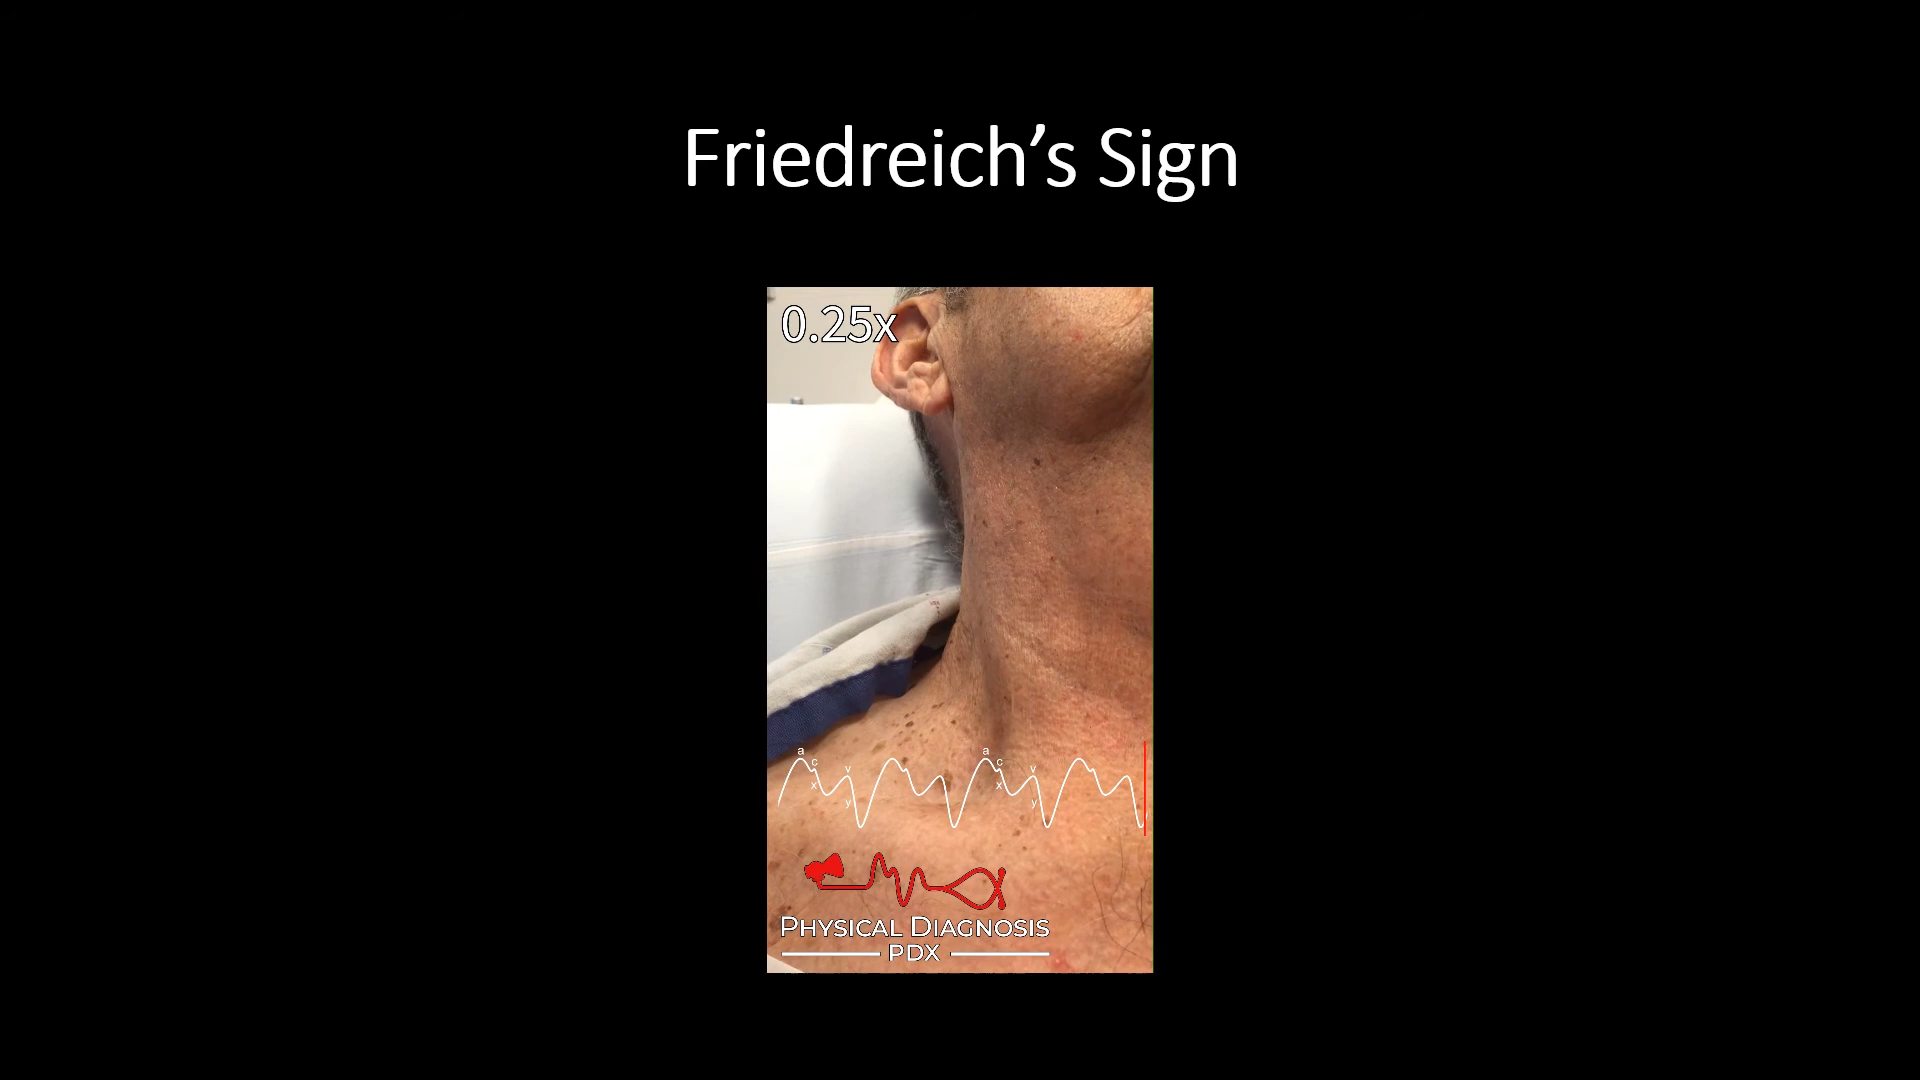 Friedreich’s Sign
0.25x
a a
c c
v v
x x
y y
PHYSICAL DIAGNOSIS
PDX